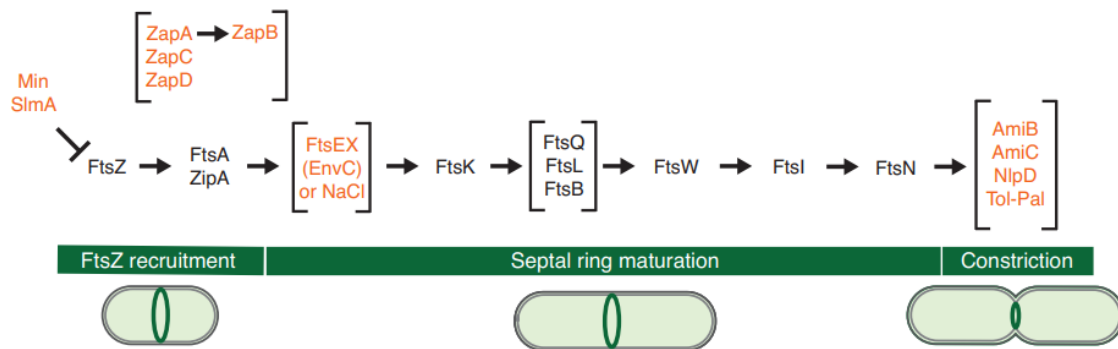 ZapA ZapB
ZapC
ZapD
Min
SlmA
FtsZ
FtsA
ZipA
FtsEX
(EnvC)
or NaCl
FtsK
FtsQ
FtsL
FtsB
FtsW
FtsI
FtsN
AmiB
AmiC
NlpD
Tol-Pal
FtsZ recruitment
Septal ring maturation
Constriction